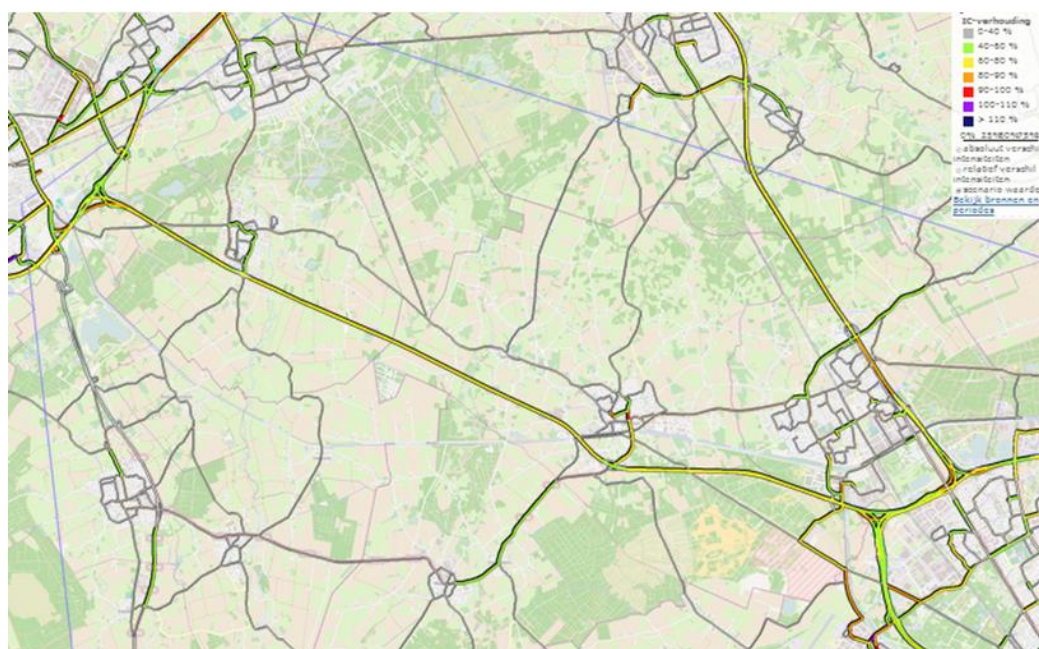 IC-verhouding
0-40 %
40-60 %
60-80 %
80-90 %
90-100 %
100-110 %
> 110 %
absoluut verschil
intensiteiten
relatief verschil
intensiteiten
scenario waarde
Bekijk bronnen en
periodes